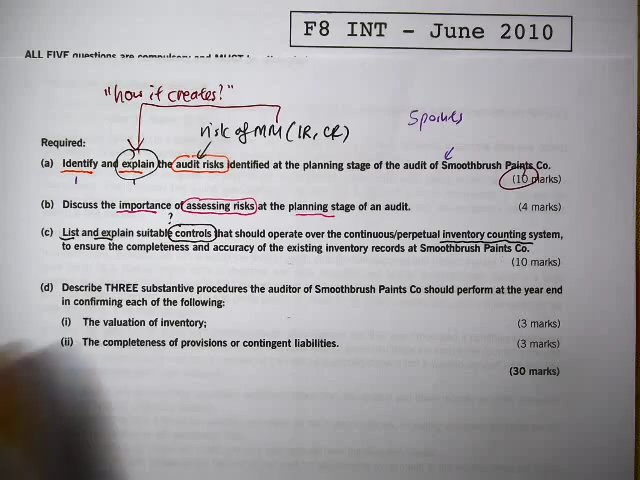 F8 INT – June 2010
ALL FIVE questions are compulsory and MUST
"how it creates?"
5 points
risk of MM (IR, CR)
Required:
(a) Identify and explain the audit risks identified at the planning stage of the audit of Smoothbrush Paints Co.
(10 marks)
1 1
(b) Discuss the importance of assessing risks at the planning stage of an audit. (4 marks)
?
(c) List and explain suitable controls that should operate over the continuous/perpetual inventory counting system,
to ensure the completeness and accuracy of the existing inventory records at Smoothbrush Paints Co.
(10 marks)
(d) Describe THREE substantive procedures the auditor of Smoothbrush Paints Co should perform at the year end
in confirming each of the following:
(i) The valuation of inventory; (3 marks)
(ii) The completeness of provisions or contingent liabilities. (3 marks)
(30 marks)